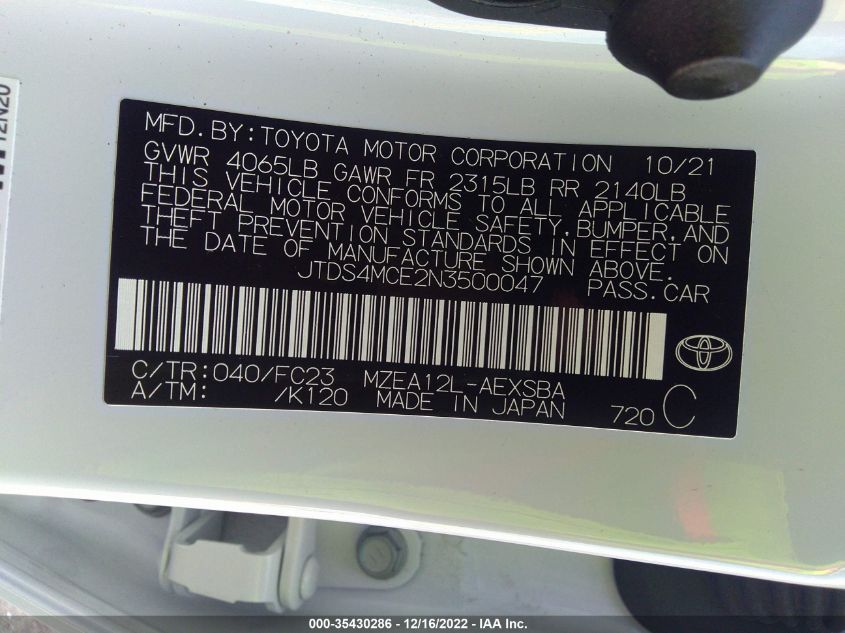 MFD.BY:TOYOTA MOTOR CORPORATION 10/21
GVWR 4065LB GAWR FR 2315LB RR 2140LB
THIS VEHICLE CONFORMS TO ALL APPLICABLE
FEDERAL MOTOR VEHICLE SAFETY,BUMPER,AND
THEFT PREVENTION STANDARDS IN EFFECT ON
THE DATE OF MANUFACTURE SHOWN ABOVE.
JTDS4MCE2N3500047 PASS.CAR
C/TR:040/FC23 MZEA12L-AEXSBA
A/TM: /K120 MADE IN JAPAN 720 C
12N20
000-35430286 - 12/16/2022 - IAA Inc.